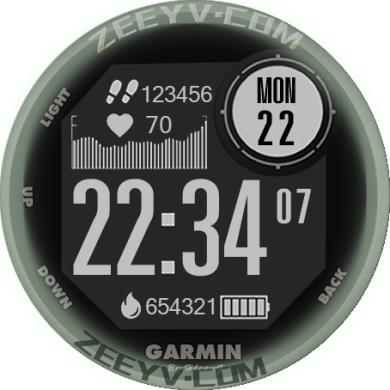 ZEEYV•COM
LIGHT
123456
MON
22
70
UP
22:34
07
DOWN
BACK
654321
GARMIN
ZEEYV•COM